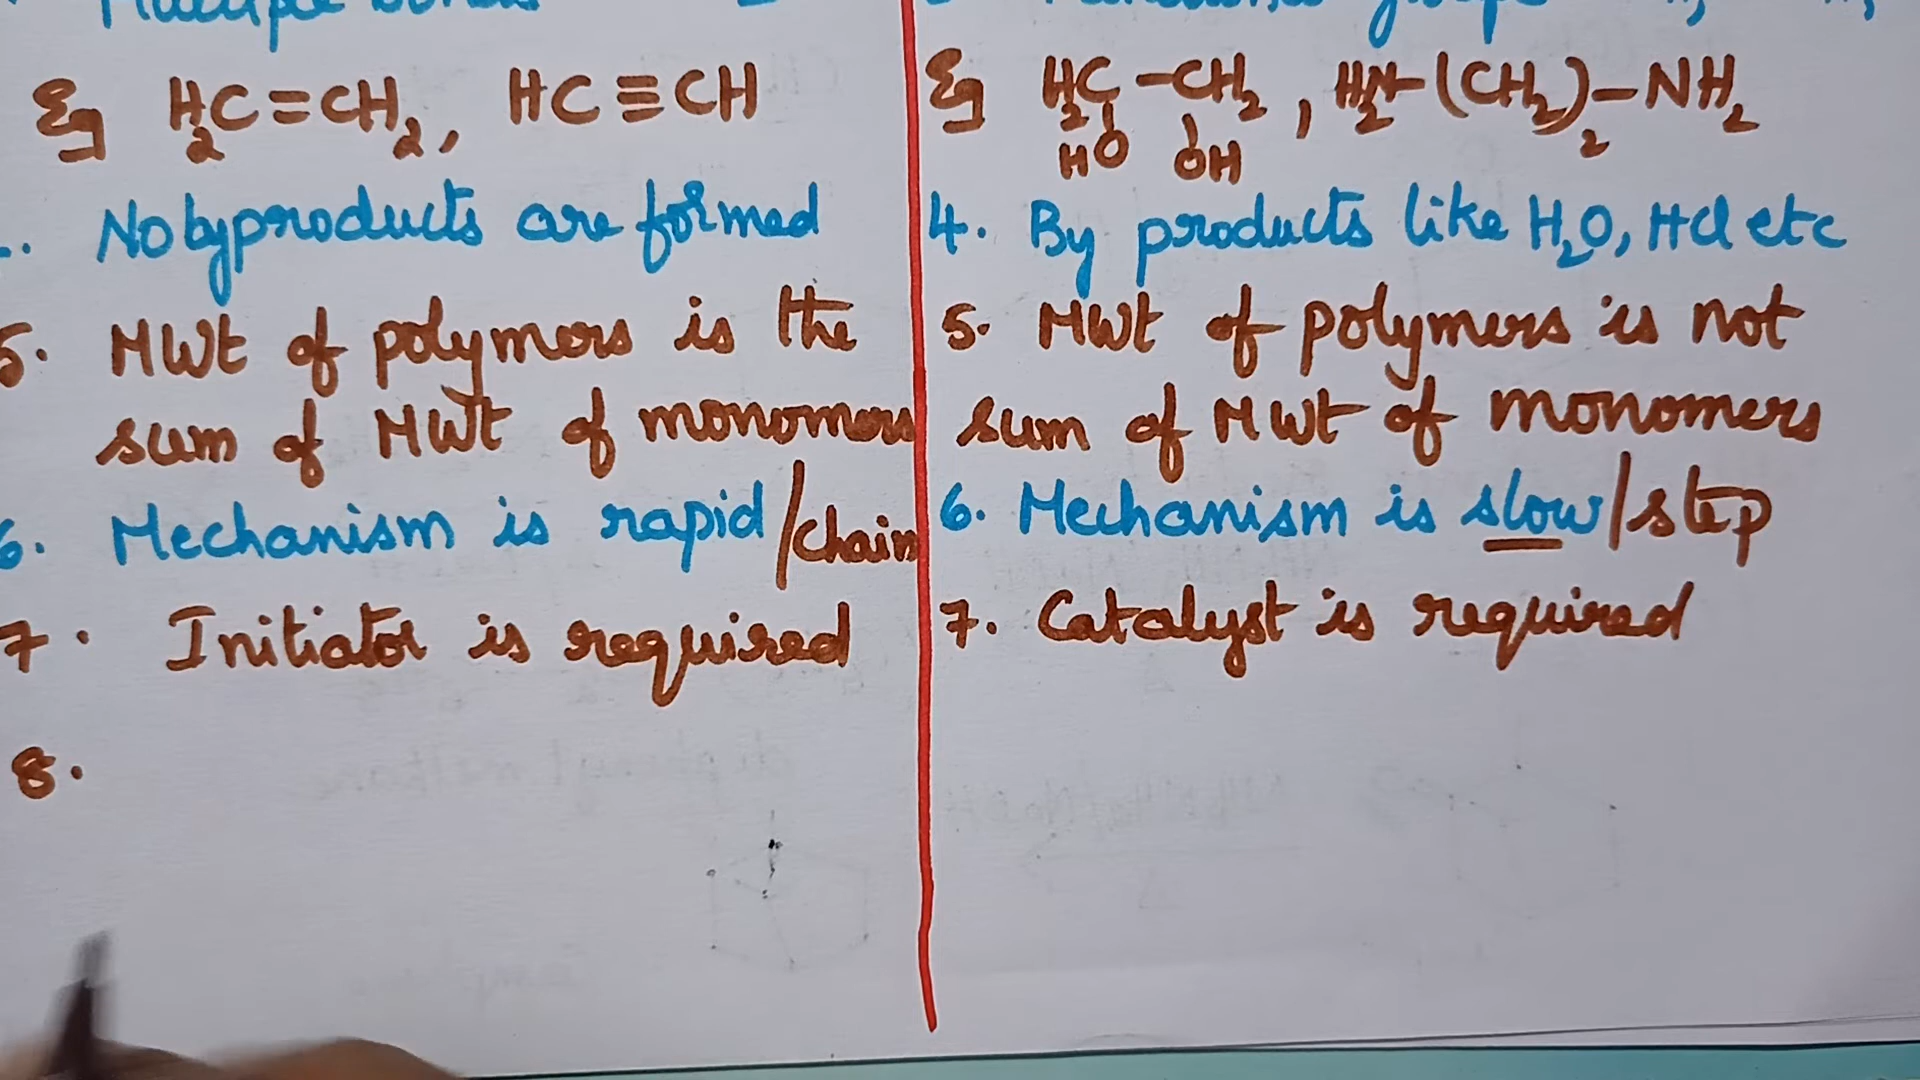 Multiple bonds
Eg H₂C=CH₂, HC≡CH
No byproducts are formed
5. MWt of polymers is the
sum of MWt of monomers
6. Mechanism is rapid/chain
7. Initiator is required
8.
Eg H₂C-CH₂, H₂N-(CH₂)₂-NH₂
HO OH
4. By products like H₂O, HCl etc
5. MWt of polymers is not
sum of MWt of monomers
6. Mechanism is slow/step
7. Catalyst is required